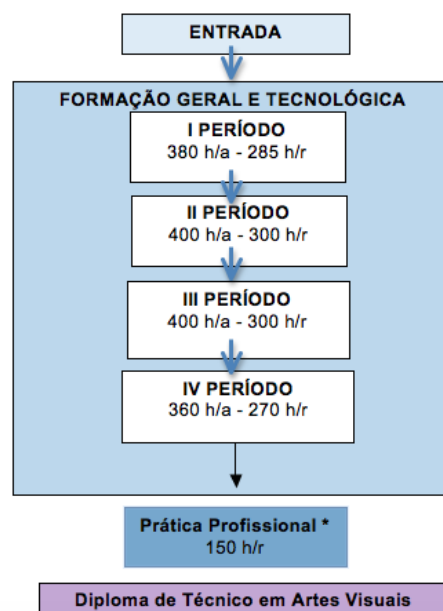 ENTRADA
FORMAÇÃO GERAL E TECNOLÓGICA
I PERÍODO
380 h/a - 285 h/r
II PERÍODO
400 h/a - 300 h/r
III PERÍODO
400 h/a - 300 h/r
IV PERÍODO
360 h/a - 270 h/r
Prática Profissional *
150 h/r
Diploma de Técnico em Artes Visuais